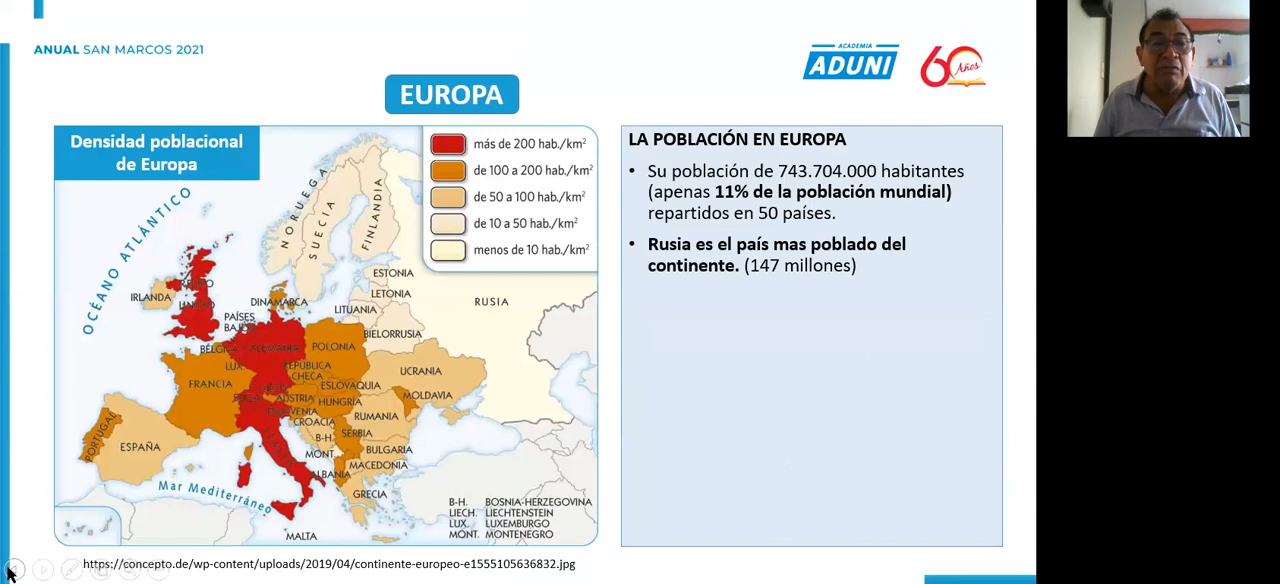 ANUAL SAN MARCOS 2021
ACADEMIA
ADUNI
60 Años
EUROPA
Densidad poblacional
de Europa
más de 200 hab./km²
de 100 a 200 hab./km²
de 50 a 100 hab./km²
de 10 a 50 hab./km²
menos de 10 hab./km²
OCÉANO ATLÁNTICO
NORUEGA
SUECIA
FINLANDIA
ESTONIA
LETONIA
LITUANIA
BIELORRUSIA
RUSIA
IRLANDA
REINO
UNIDO
DINAMARCA
PAÍSES
BAJOS
BÉLGICA
ALEMANIA
POLONIA
LUX.
REPÚBLICA
CHECA
UCRANIA
FRANCIA
ESLOVAQUIA
SUIZA
AUSTRIA
HUNGRÍA
MOLDAVIA
ESLOVENIA
CROACIA
RUMANIA
B-H.
SERBIA
PORTUGAL
ESPAÑA
ITALIA
MONT.
BULGARIA
MACEDONIA
ALBANIA
GRECIA
Mar Mediterráneo
MALTA
B-H. BOSNIA-HERZEGOVINA
LIECH. LIECHTENSTEIN
LUX. LUXEMBURGO
MONT. MONTENEGRO
https://concepto.de/wp-content/uploads/2019/04/continente-europeo-e1555105636832.jpg
LA POBLACIÓN EN EUROPA
• Su población de 743.704.000 habitantes
(apenas 11% de la población mundial)
repartidos en 50 países.
• Rusia es el país mas poblado del
continente. (147 millones)